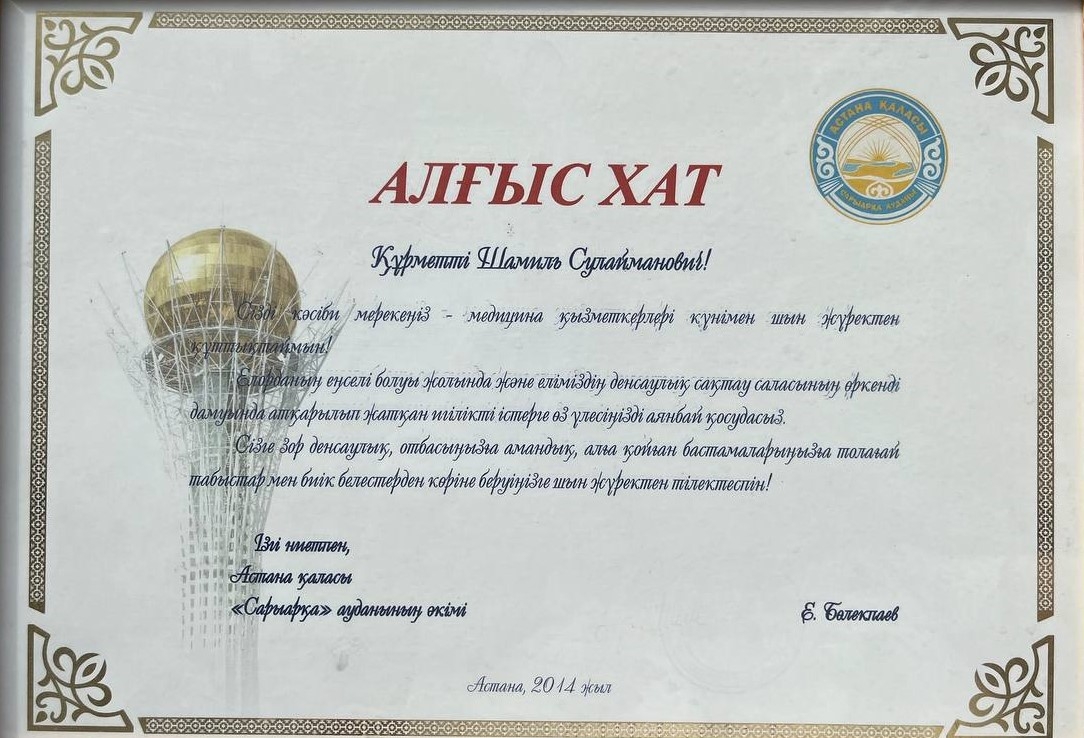 АСТАНА ҚАЛАСЫ
САРЫАРҚА АУДАНЫ
АЛҒЫС ХАТ
Құрметті Шамиль Сулайманович!
Сізді кәсіби мерекеңіз - медицина қызметкерлері күнімен шын жүректен
құттықтаймын!
Елорданың еңселі болуы жолында және еліміздің денсаулық сақтау саласының өркенді
дамуында атқарылып жатқан игілікті істерге өз үлесіңізді аянбай қосудасыз.
Сізге зор денсаулық, отбасыңызға амандық, алға қойған бастамаларыңызға толағай
табыстар мен биік белестерден көріне беруіңізге шын жүректен тілектеспін!
Ізгі ниетпен,
Астана қаласы
«Сарыарқа» ауданының әкімі
Е. Бөлекпаев
Астана, 2014 жыл